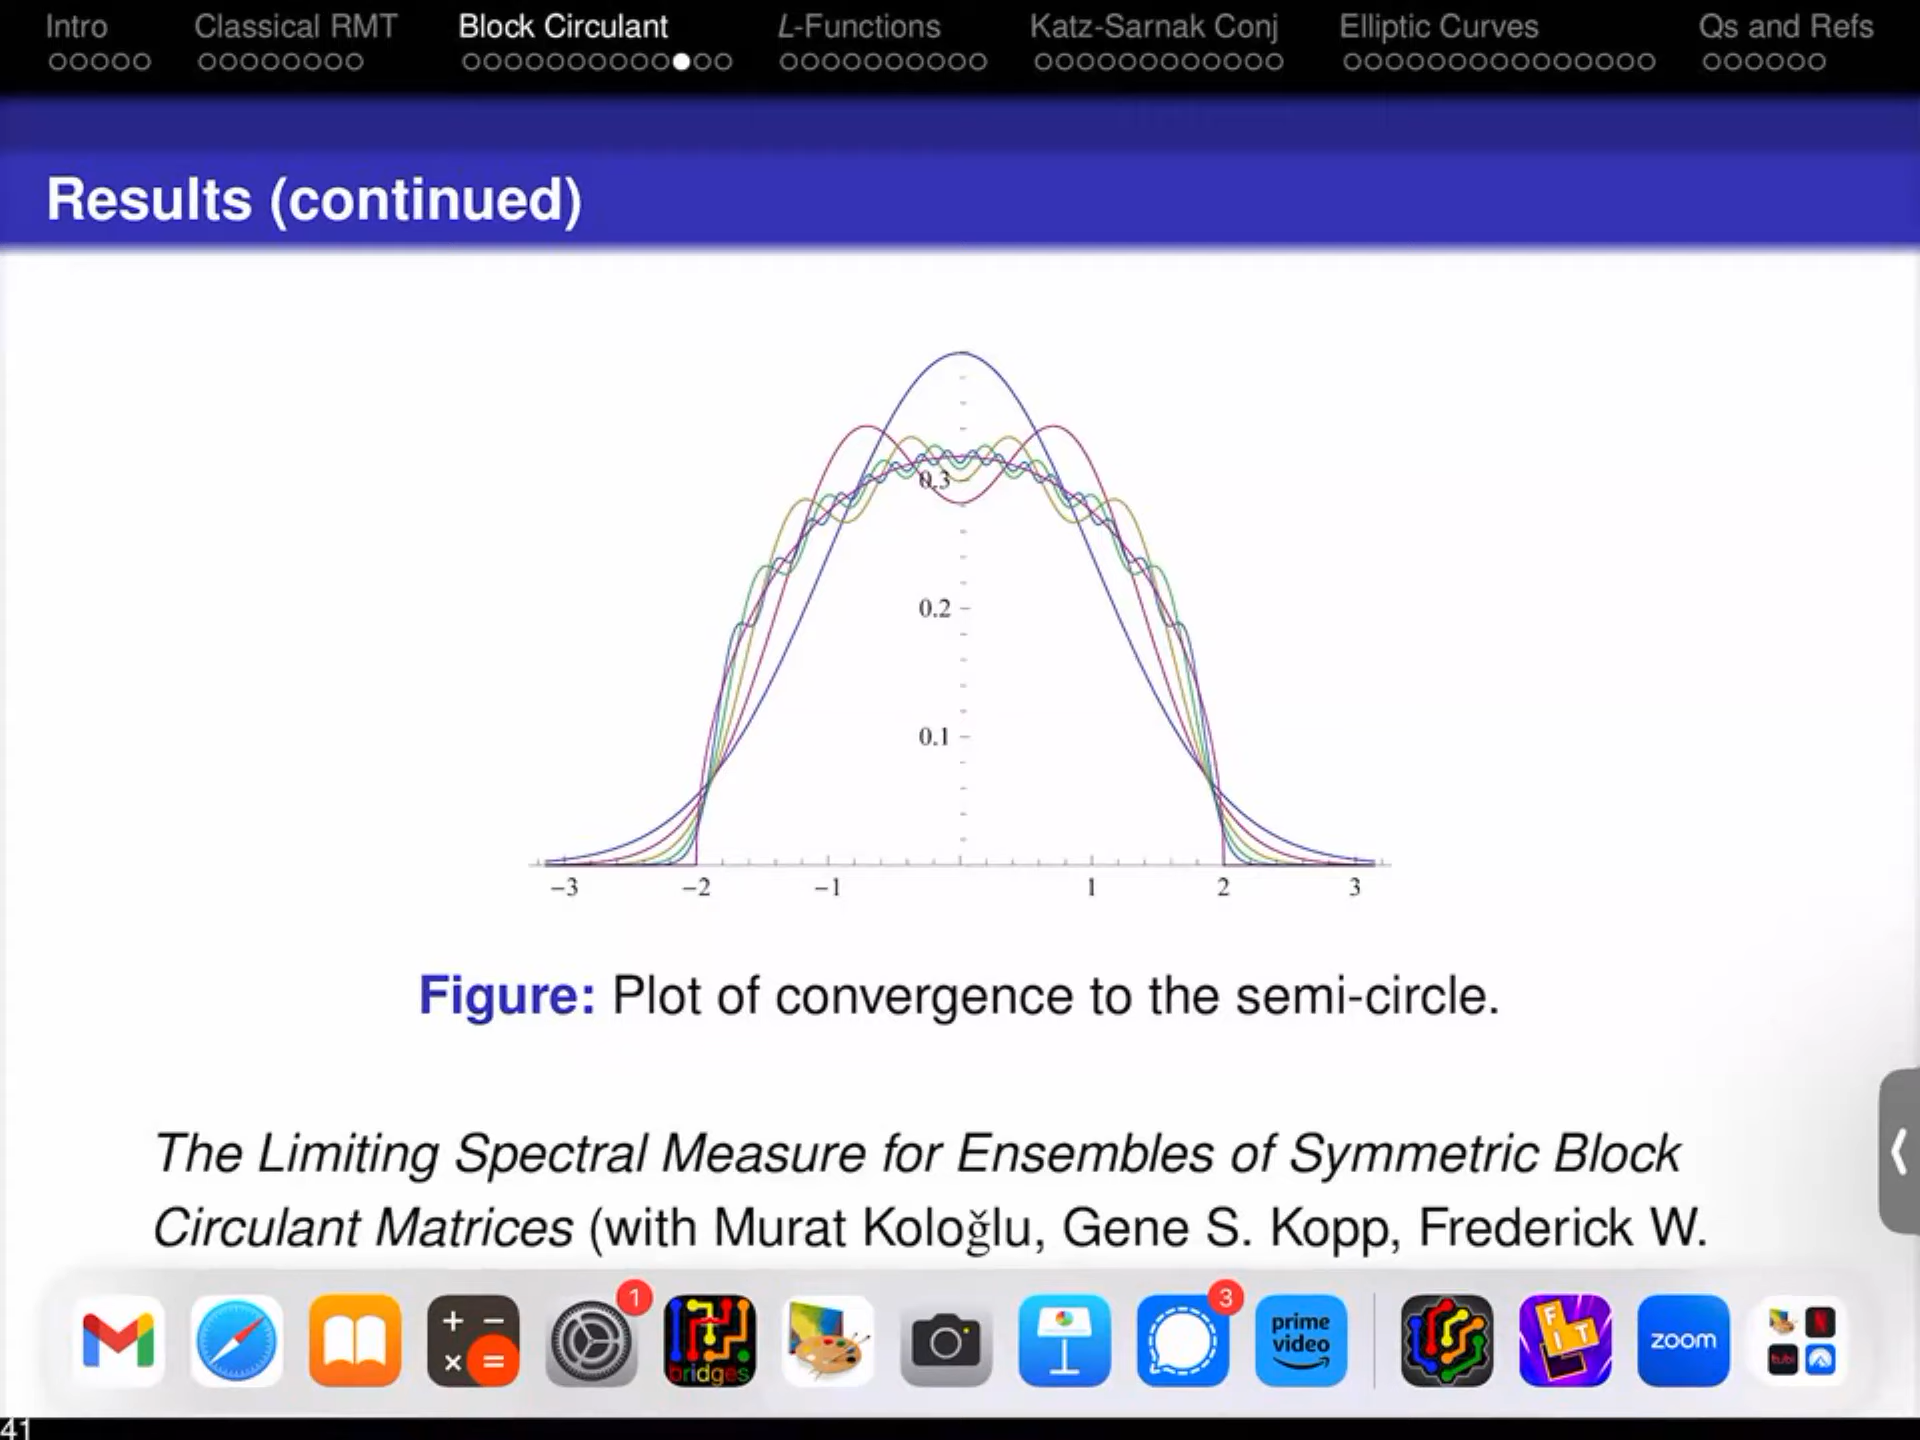 Intro Classical RMT Block Circulant L-Functions Katz-Sarnak Conj Elliptic Curves Qs and Refs
Results (continued)
0.3
0.2
0.1
−3 −2 −1 1 2 3
Figure: Plot of convergence to the semi-circle.
The Limiting Spectral Measure for Ensembles of Symmetric Block
Circulant Matrices (with Murat Koloğlu, Gene S. Kopp, Frederick W.
1
3
+ −
× =
bridges
prime
video
F I T
zoom
tubi
41